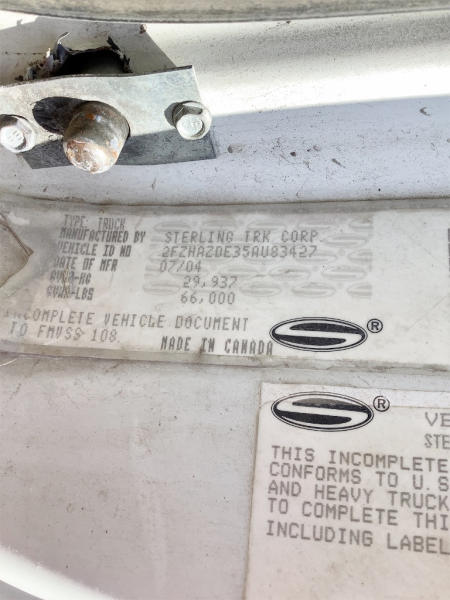 TYPE: TRUCK
MANUFACTURED BY STERLING TRK CORP
VEHICLE ID NO 2FZHAZDE35AU83427
DATE OF MFR 07/04
GVWR-KG 29,937
GVWR-LBS 66,000
INCOMPLETE VEHICLE DOCUMENT
TO FMVSS 108.
MADE IN CANADA
®
®
VE
STE
THIS INCOMPLETE
CONFORMS TO U.S
AND HEAVY TRUCK
TO COMPLETE THI
INCLUDING LABEL